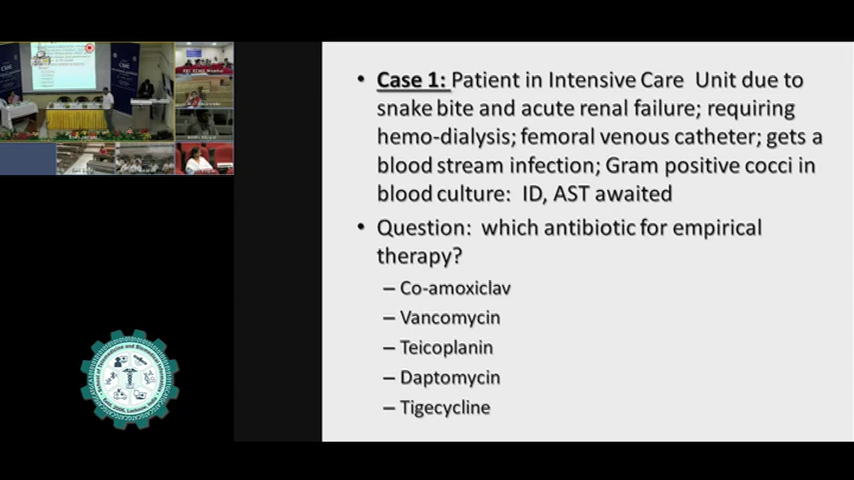 • Case 1: Patient in Intensive Care Unit due to
snake bite and acute renal failure; requiring
hemo-dialysis; femoral venous catheter; gets a
blood stream infection; Gram positive cocci in
blood culture: ID, AST awaited
• Question: which antibiotic for empirical
therapy?
– Co-amoxiclav
– Vancomycin
– Teicoplanin
– Daptomycin
– Tigecycline